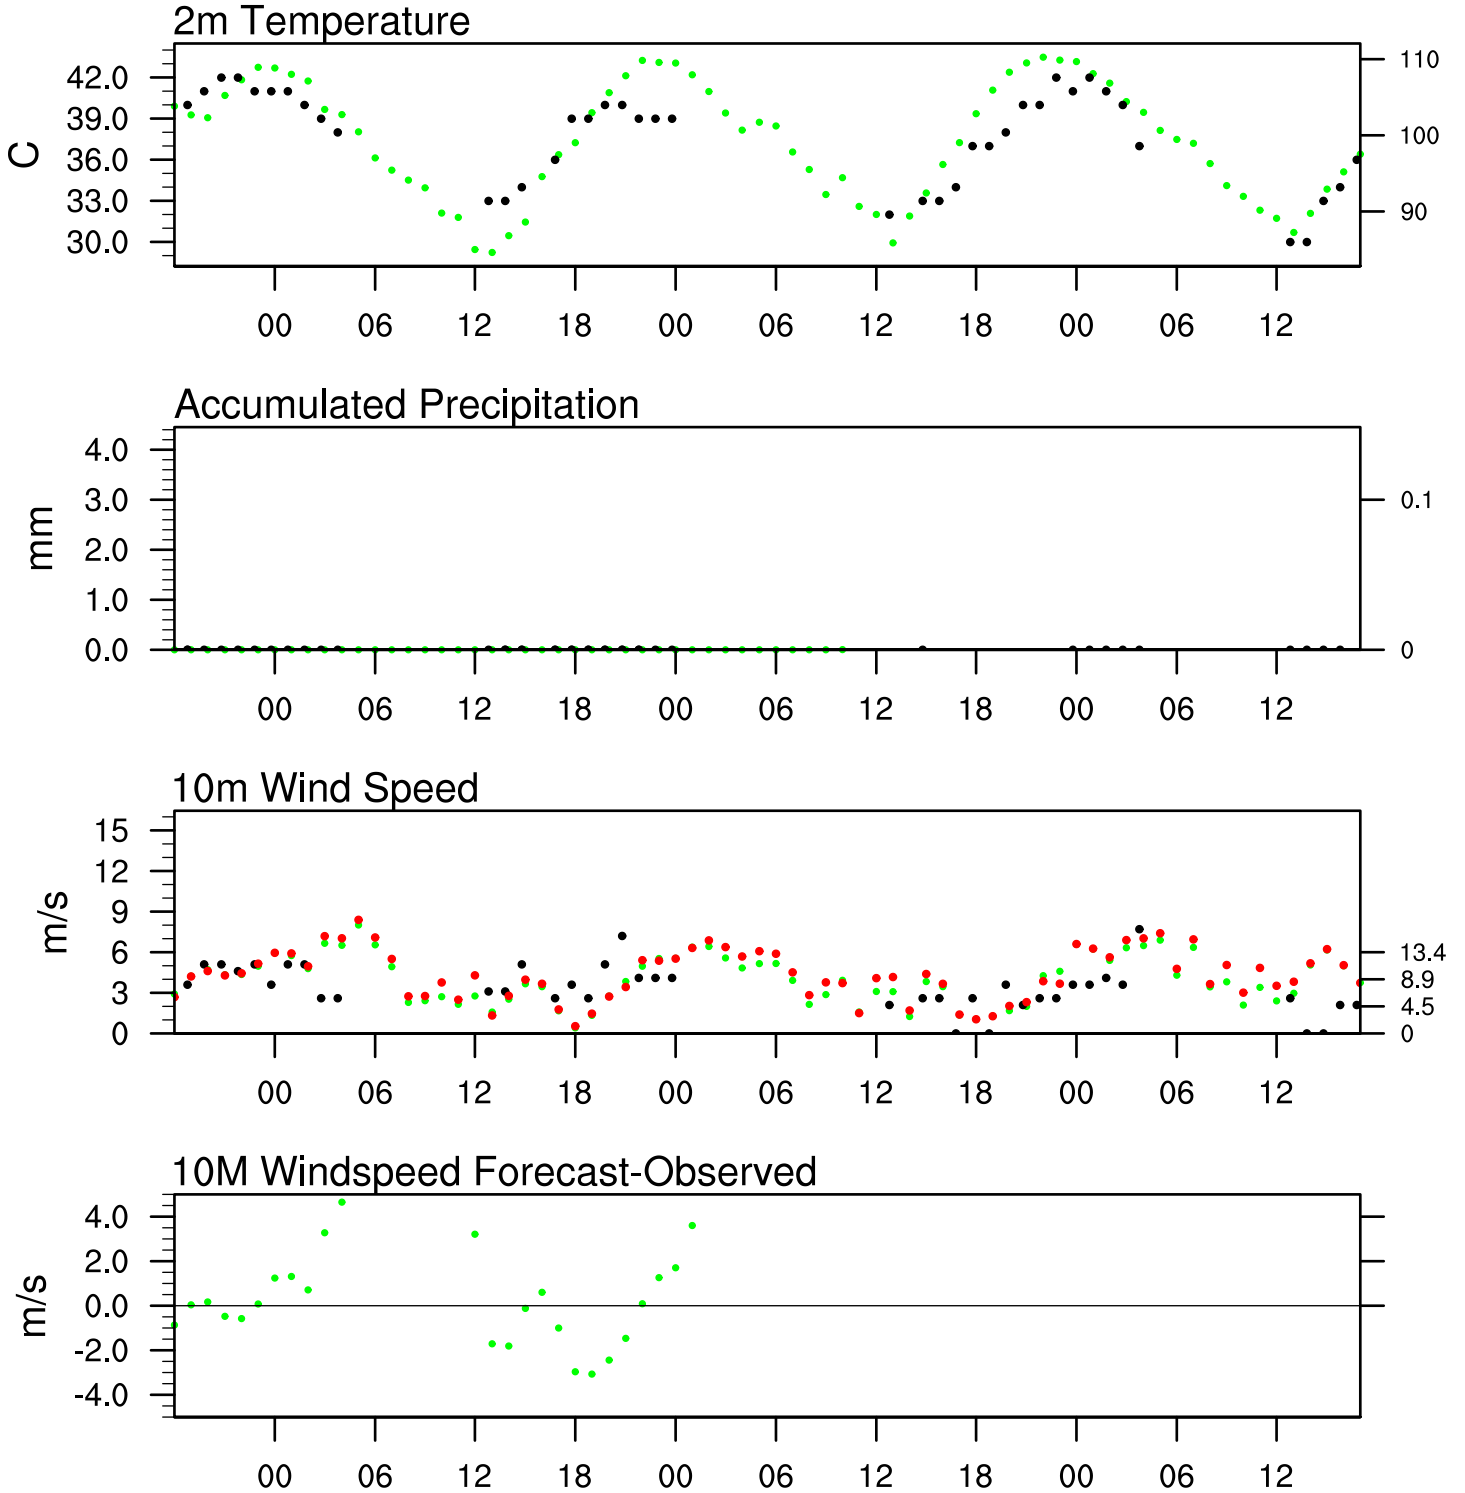 2m Temperature
42.0
39.0
36.0
33.0
30.0
C
110
100
90
00 06 12 18 00 06 12 18 00 06 12
Accumulated Precipitation
4.0
3.0
2.0
1.0
0.0
mm
0.1
0
00 06 12 18 00 06 12 18 00 06 12
10m Wind Speed
15
12
9
6
3
0
m/s
13.4
8.9
4.5
0
00 06 12 18 00 06 12 18 00 06 12
10M Windspeed Forecast-Observed
4.0
2.0
0.0
-2.0
-4.0
m/s
00 06 12 18 00 06 12 18 00 06 12